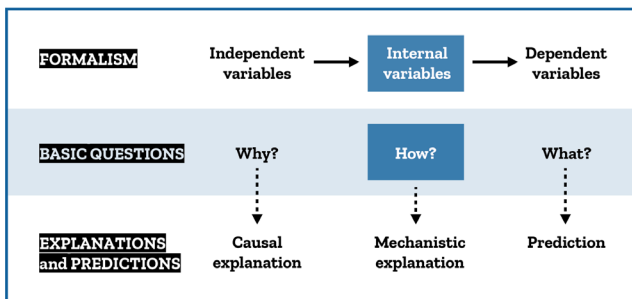 FORMALISM
Independent
variables
Internal
variables
Dependent
variables
BASIC QUESTIONS
Why?
How?
What?
EXPLANATIONS
and PREDICTIONS
Causal
explanation
Mechanistic
explanation
Prediction